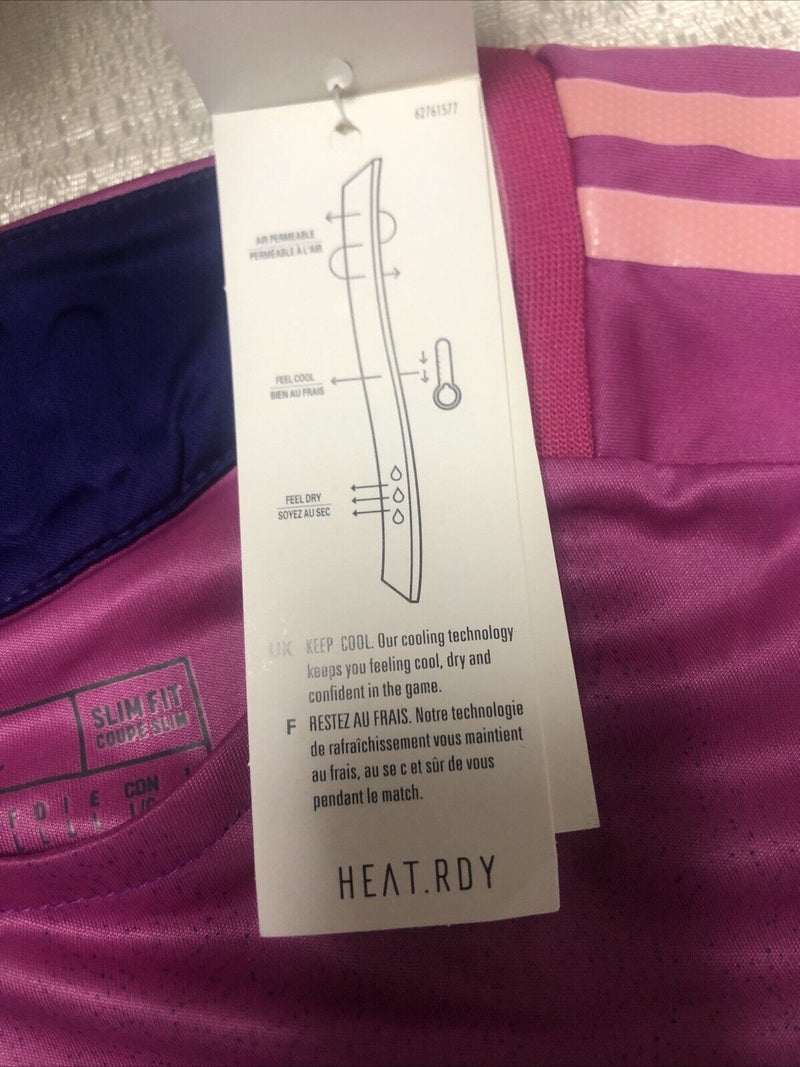 62761577
AIR PERMEABLE
PERMÉABLE À L'AIR
FEEL COOL
BIEN AU FRAIS
FEEL DRY
SOYEZ AU SEC
UK KEEP COOL. Our cooling technology
keeps you feeling cool, dry and
confident in the game.
F RESTEZ AU FRAIS. Notre technologie
de rafraîchissement vous maintient
au frais, au se c et sûr de vous
pendant le match.
HEAT.RDY
SLIM FIT
COUPE SLIM
F D I E CDN
L L L L